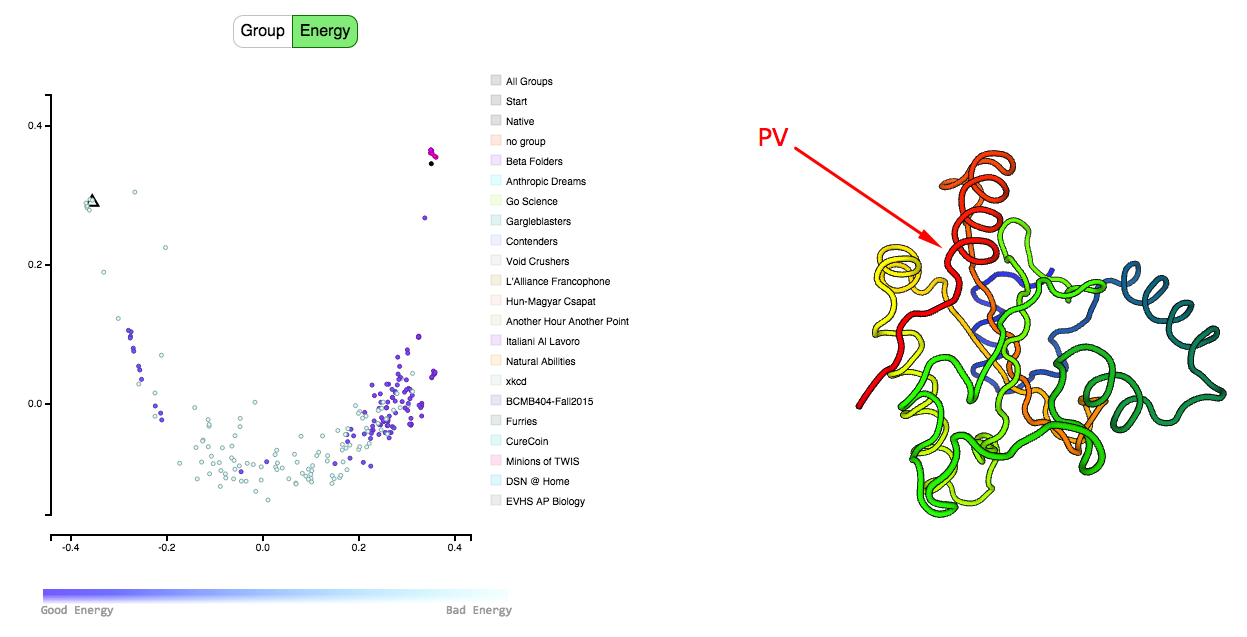 Group Energy
0.4
0.2
0.0
-0.4 -0.2 0.0 0.2 0.4
Good Energy Bad Energy
All Groups
Start
Native
no group
Beta Folders
Anthropic Dreams
Go Science
Gargleblasters
Contenders
Void Crushers
L'Alliance Francophone
Hun-Magyar Csapat
Another Hour Another Point
Italiani Al Lavoro
Natural Abilities
xkcd
BCMB404-Fall2015
Furries
CureCoin
Minions of TWIS
DSN @ Home
EVHS AP Biology
PV